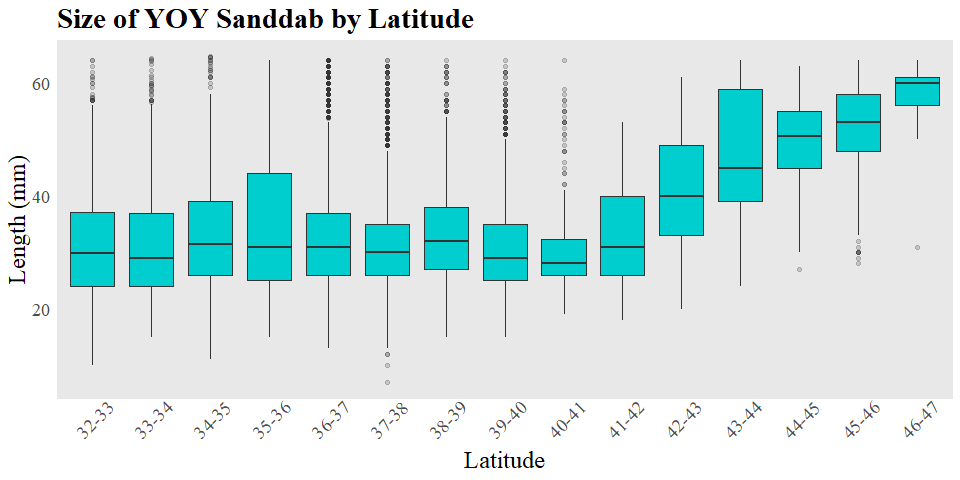 Size of YOY Sanddab by Latitude
Length (mm)
60
40
20
32-33 33-34 34-35 35-36 36-37 37-38 38-39 39-40 40-41 41-42 42-43 43-44 44-45 45-46 46-47
Latitude